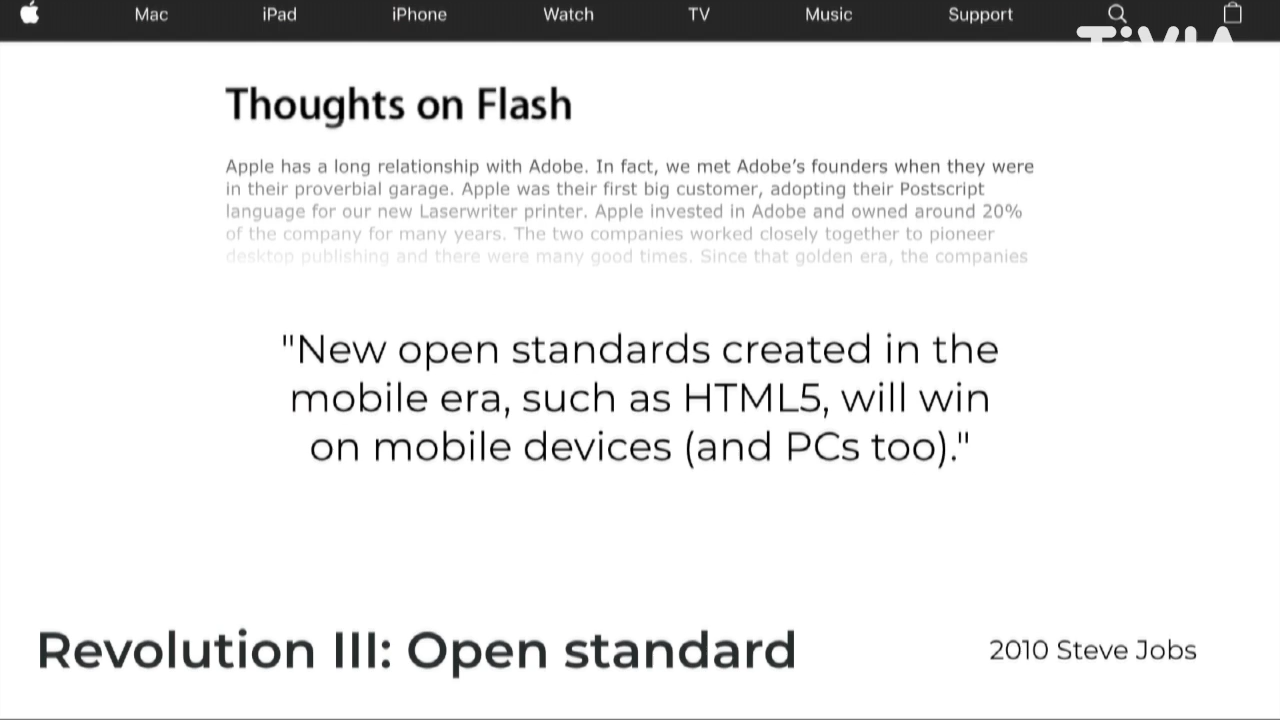 Mac iPad iPhone Watch TV Music Support
TiVIA
Thoughts on Flash
Apple has a long relationship with Adobe. In fact, we met Adobe’s founders when they were
in their proverbial garage. Apple was their first big customer, adopting their Postscript
language for our new Laserwriter printer. Apple invested in Adobe and owned around 20%
of the company for many years. The two companies worked closely together to pioneer
desktop publishing and there were many good times. Since that golden era, the companies
"New open standards created in the
mobile era, such as HTML5, will win
on mobile devices (and PCs too)."
Revolution III: Open standard
2010 Steve Jobs